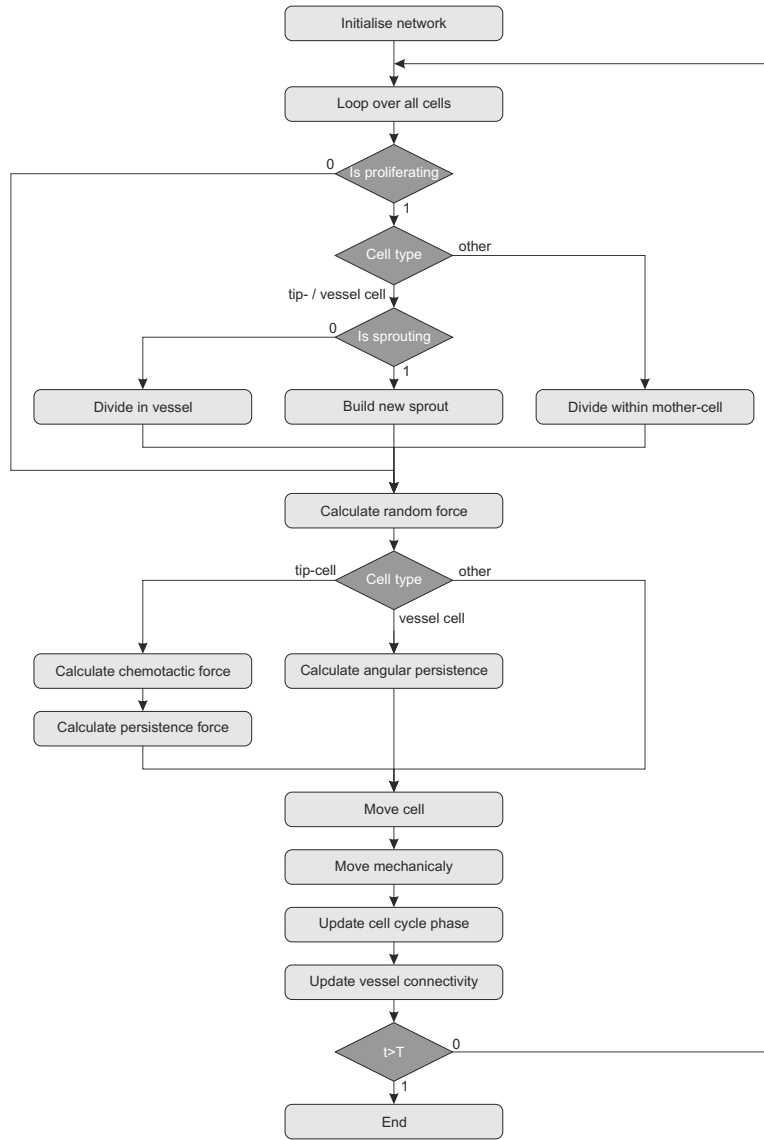 Initialise network
Loop over all cells
0
Is proliferating
1
Cell type
other
tip- / vessel cell
0
Is sprouting
1
Divide in vessel
Build new sprout
Divide within mother-cell
Calculate random force
tip-cell
Cell type
other
vessel cell
Calculate chemotactic force
Calculate angular persistence
Calculate persistence force
Move cell
Move mechanicaly
Update cell cycle phase
Update vessel connectivity
t>T
0
1
End